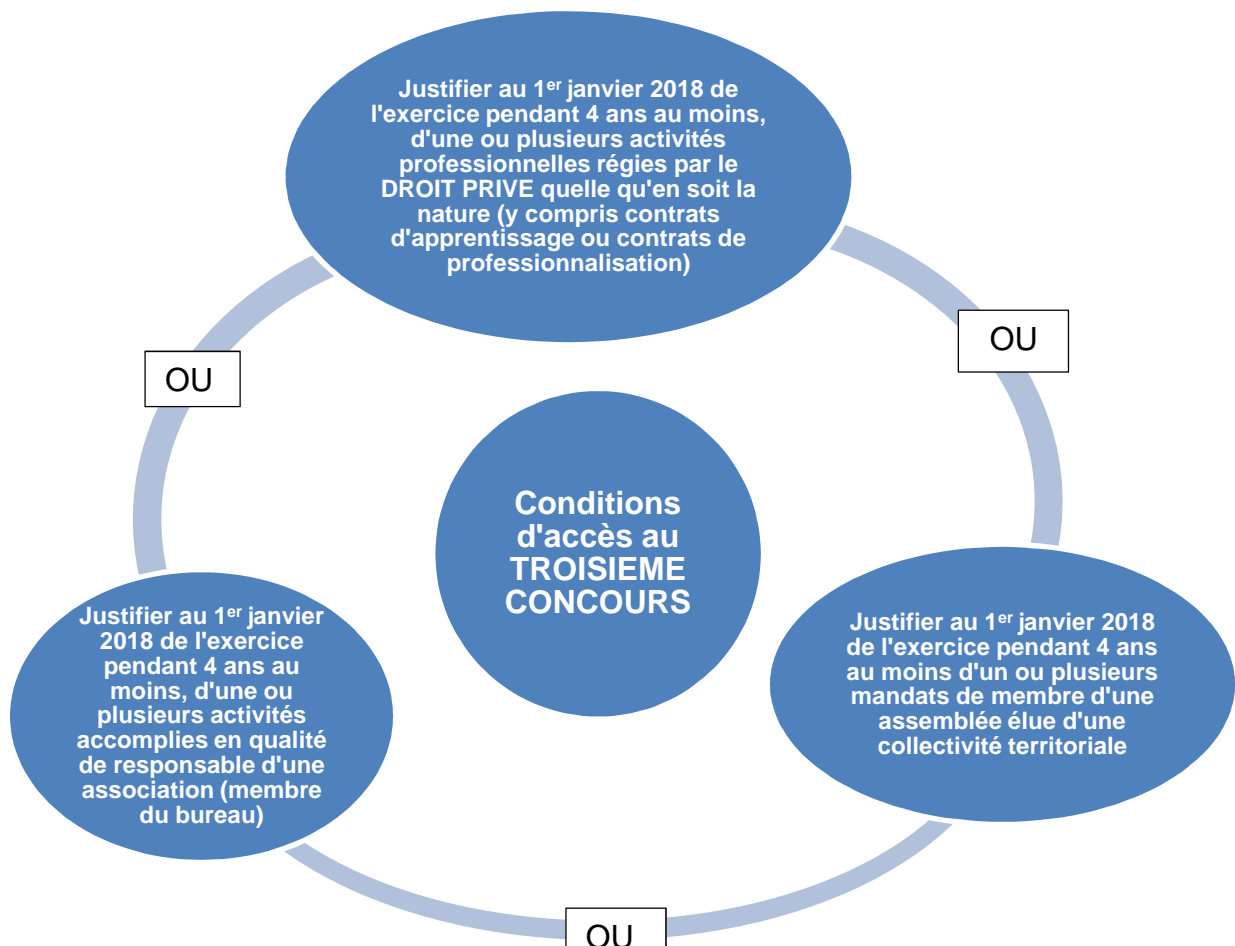 Justifier au 1er janvier 2018 de
l'exercice pendant 4 ans au moins,
d'une ou plusieurs activités
professionnelles régies par le
DROIT PRIVE quelle qu'en soit la
nature (y compris contrats
d'apprentissage ou contrats de
professionnalisation)
OU
OU
Conditions
d'accès au
TROISIEME
CONCOURS
Justifier au 1er janvier
2018 de l'exercice
pendant 4 ans au
moins, d'une ou
plusieurs activités
accomplies en qualité
de responsable d'une
association (membre
du bureau)
Justifier au 1er janvier 2018
de l'exercice pendant 4 ans
au moins d'un ou plusieurs
mandats de membre d'une
assemblée élue d'une
collectivité territoriale
OU